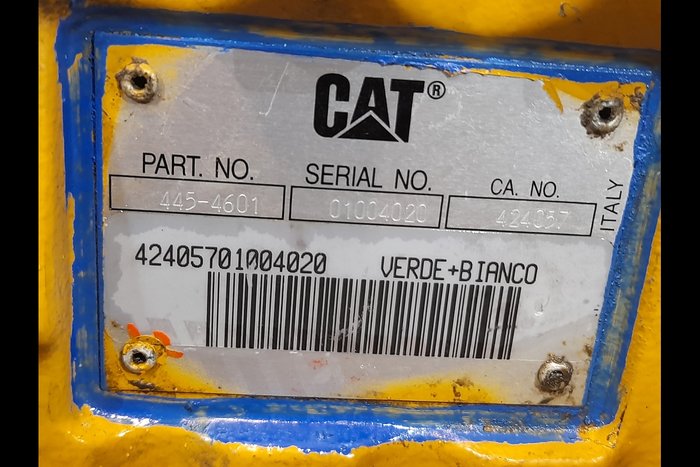 CAT®
PART. NO. SERIAL NO. CA. NO.
445-4601 01004020 424057
ITALY
42405701004020 VERDE+BIANCO